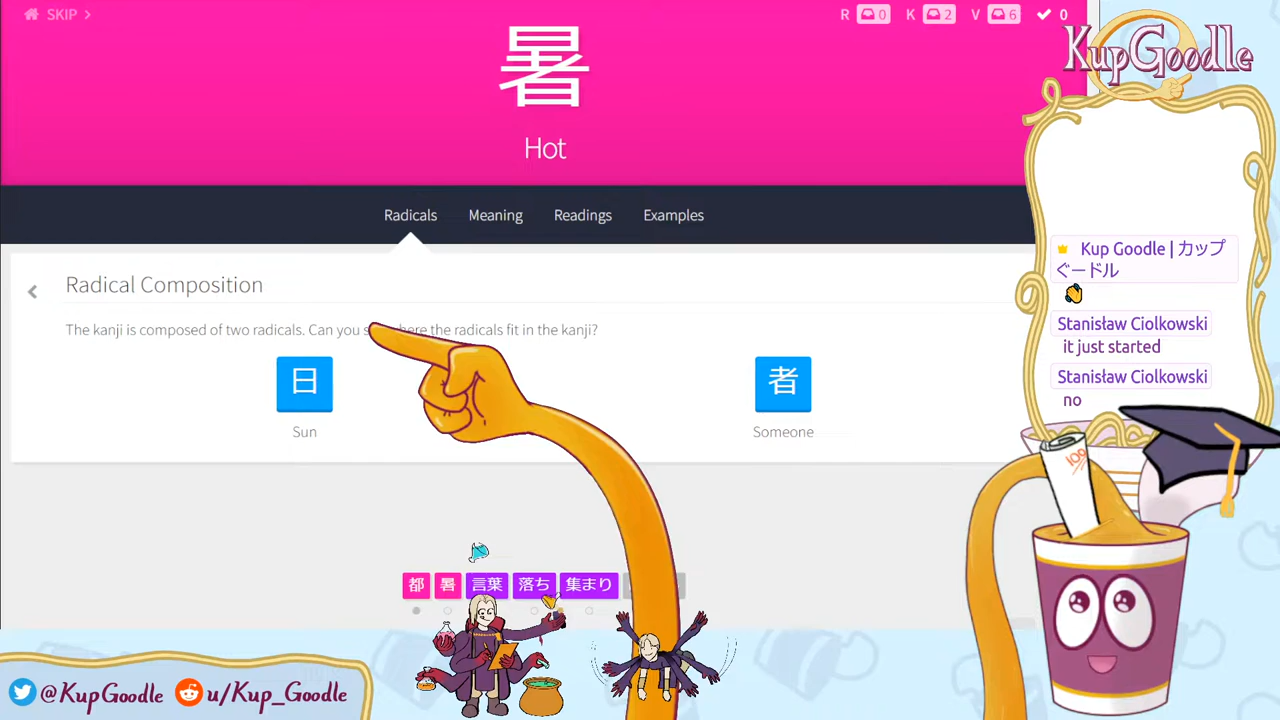 SKIP
R 0 K 2 V 6 0
暑
Hot
Radicals Meaning Readings Examples
Radical Composition
The kanji is composed of two radicals. Can you here the radicals fit in the kanji?
日
Sun
者
Someone
都 暑 言葉 落ち 集まり
KupGoodle
Kup Goodle | カップ
ぐードル
Stanisław Ciolkowski
it just started
Stanisław Ciolkowski
no
100
@KupGoodle u/Kup_Goodle